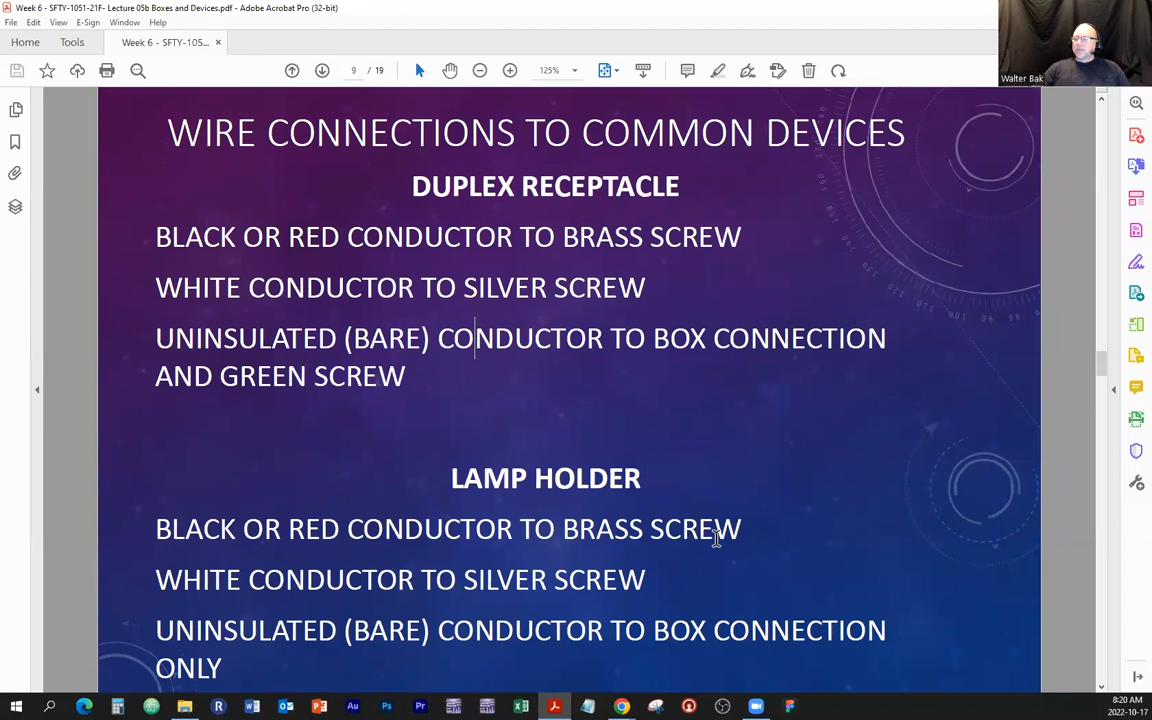 Week 6 - SFTY-1051-21F- Lecture 05b Boxes and Devices.pdf - Adobe Acrobat Pro (32-bit)
File Edit View E-Sign Window Help
Home Tools Week 6 - SFTY-105... ×
9 / 19 125%
Walter Bak
WIRE CONNECTIONS TO COMMON DEVICES
DUPLEX RECEPTACLE
BLACK OR RED CONDUCTOR TO BRASS SCREW
WHITE CONDUCTOR TO SILVER SCREW
UNINSULATED (BARE) CONDUCTOR TO BOX CONNECTION
AND GREEN SCREW
LAMP HOLDER
BLACK OR RED CONDUCTOR TO BRASS SCREW
WHITE CONDUCTOR TO SILVER SCREW
UNINSULATED (BARE) CONDUCTOR TO BOX CONNECTION
ONLY
8:20 AM
2022-10-17